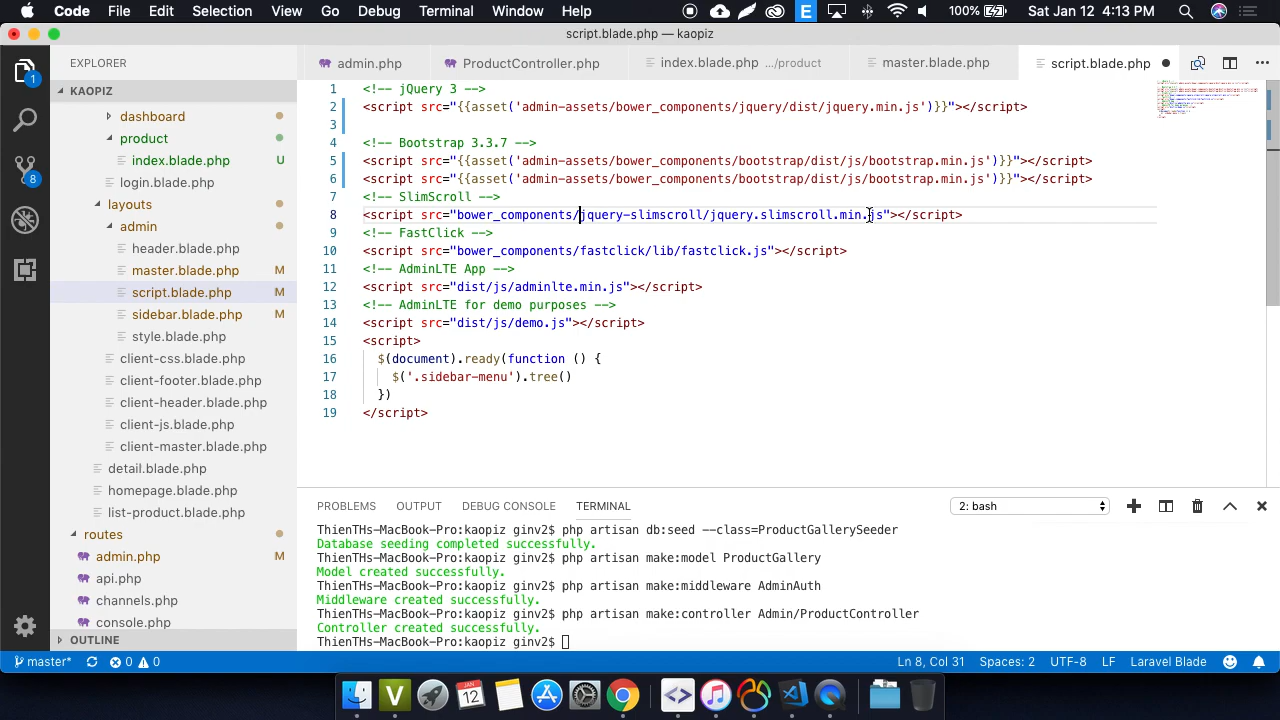 Code File Edit Selection View Go Debug Terminal Window Help E 100% Sat Jan 12 4:13 PM
script.blade.php — kaopiz
EXPLORER admin.php ProductController.php index.blade.php .../product master.blade.php script.blade.php
1
KAOPIZ
dashboard
product
index.blade.php U
login.blade.php
layouts
admin
header.blade.php
master.blade.php M
script.blade.php M
sidebar.blade.php M
style.blade.php
client-css.blade.php
client-footer.blade.php
client-header.blade.php
client-js.blade.php
client-master.blade.php
detail.blade.php
homepage.blade.php
list-product.blade.php
routes
admin.php M
api.php
channels.php
console.php
OUTLINE
8
1 <!-- jQuery 3 -->
2 <script src="{{asset('admin-assets/bower_components/jquery/dist/jquery.min.js')}}"></script>
3
4 <!-- Bootstrap 3.3.7 -->
5 <script src="{{asset('admin-assets/bower_components/bootstrap/dist/js/bootstrap.min.js')}}"></script>
6 <script src="{{asset('admin-assets/bower_components/bootstrap/dist/js/bootstrap.min.js')}}"></script>
7 <!-- SlimScroll -->
8 <script src="bower_components/jquery-slimscroll/jquery.slimscroll.min.js"></script>
9 <!-- FastClick -->
10 <script src="bower_components/fastclick/lib/fastclick.js"></script>
11 <!-- AdminLTE App -->
12 <script src="dist/js/adminlte.min.js"></script>
13 <!-- AdminLTE for demo purposes -->
14 <script src="dist/js/demo.js"></script>
15 <script>
16 $(document).ready(function () {
17 $('.sidebar-menu').tree()
18 })
19 </script>
PROBLEMS OUTPUT DEBUG CONSOLE TERMINAL 2: bash
ThienTHs-MacBook-Pro:kaopiz ginv2$ php artisan db:seed --class=ProductGallerySeeder
Database seeding completed successfully.
ThienTHs-MacBook-Pro:kaopiz ginv2$ php artisan make:model ProductGallery
Model created successfully.
ThienTHs-MacBook-Pro:kaopiz ginv2$ php artisan make:middleware AdminAuth
Middleware created successfully.
ThienTHs-MacBook-Pro:kaopiz ginv2$ php artisan make:controller Admin/ProductController
Controller created successfully.
ThienTHs-MacBook-Pro:kaopiz ginv2$
master* 0 0 Ln 8, Col 31 Spaces: 2 UTF-8 LF Laravel Blade
V JAN 12